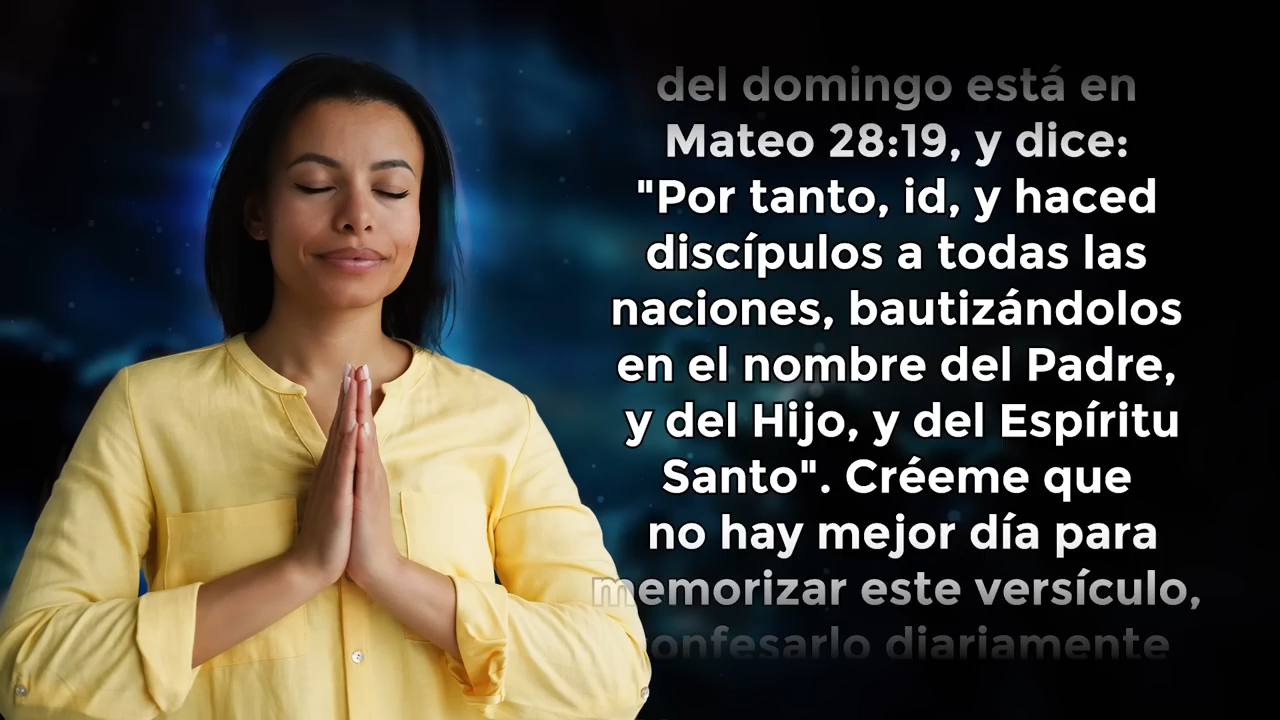 del domingo está en
Mateo 28:19, y dice:
"Por tanto, id, y haced
discípulos a todas las
naciones, bautizándolos
en el nombre del Padre,
y del Hijo, y del Espíritu
Santo". Créeme que
no hay mejor día para
memorizar este versículo,
confesarlo diariamente